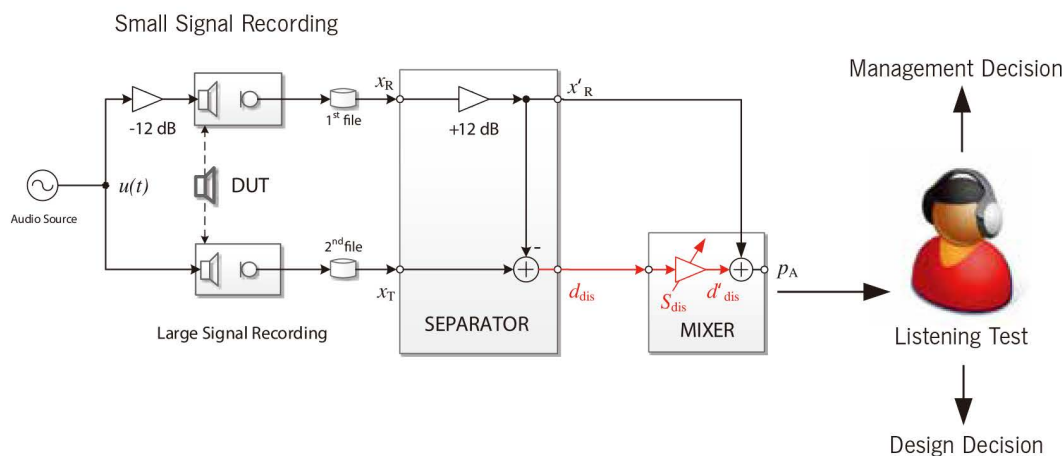 Small Signal Recording
Management Decision
x_R
x'_R
-12 dB
1st file
+12 dB
u(t)
DUT
Audio Source
2nd file
-
x_T
d_dis
S_dis
d'_dis
p_A
Large Signal Recording
SEPARATOR
MIXER
Listening Test
Design Decision